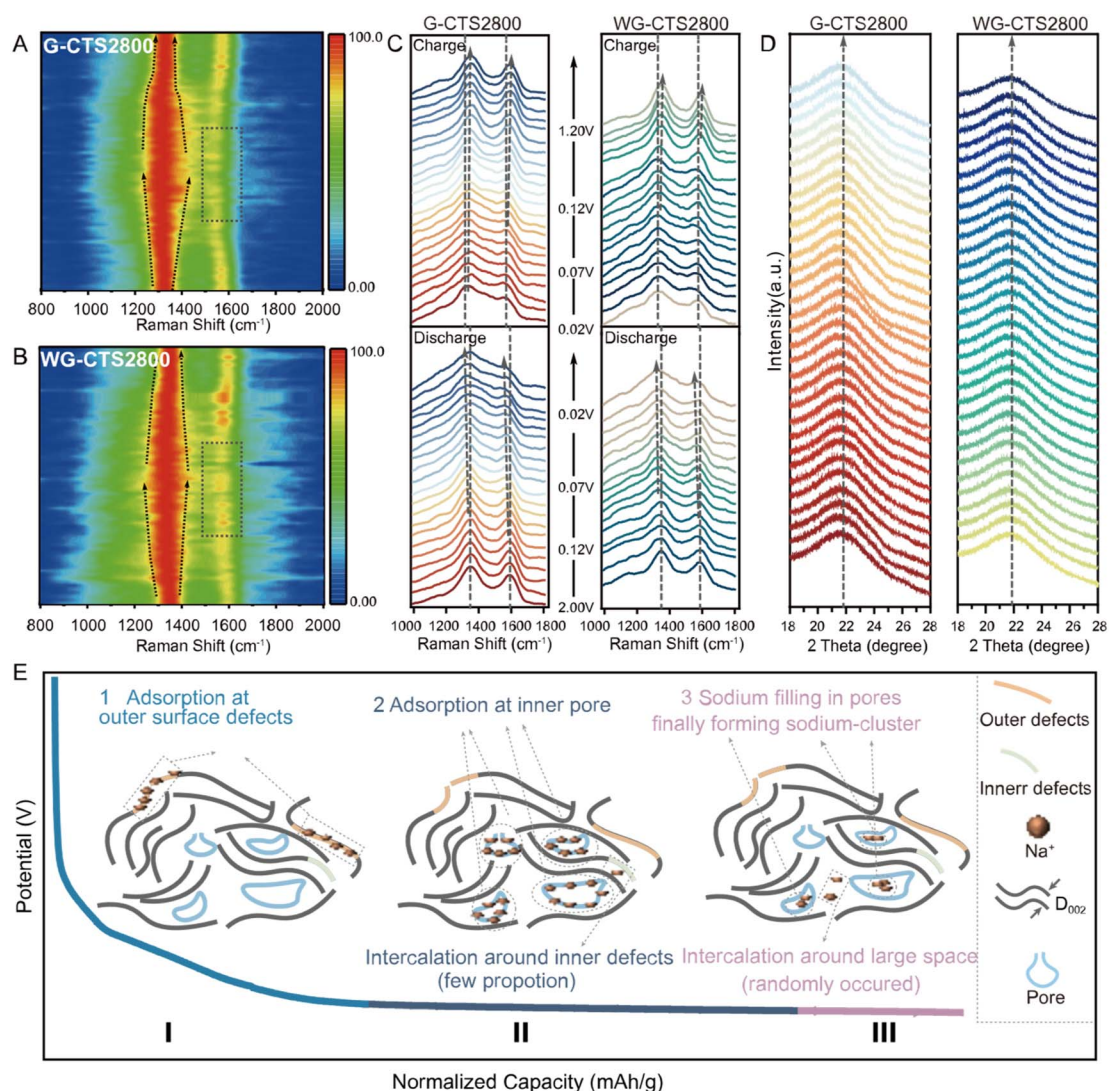 A
G-CTS2800
100.0
0.00
800 1000 1200 1400 1600 1800 2000
Raman Shift (cm⁻¹)
B
WG-CTS2800
100.0
0.00
800 1000 1200 1400 1600 1800 2000
Raman Shift (cm⁻¹)
C
G-CTS2800
WG-CTS2800
Charge
Charge
1.20V
0.12V
0.07V
0.02V
Discharge
Discharge
0.02V
0.07V
0.12V
2.00V
1000 1200 1400 1600 1800
1000 1200 1400 1600 1800
Raman Shift (cm⁻¹)
Raman Shift (cm⁻¹)
D
G-CTS2800
WG-CTS2800
Intensity(a.u.)
18 20 22 24 26 28
18 20 22 24 26 28
2 Theta (degree)
2 Theta (degree)
E
Potential (V)
1 Adsorption at
outer surface defects
2 Adsorption at inner pore
Intercalation around inner defects
(few propotion)
3 Sodium filling in pores
finally forming sodium-cluster
Intercalation around large space
(randomly occured)
I
II
III
Normalized Capacity (mAh/g)
Outer defects
Innerr defects
Na⁺
D₀₀₂
Pore